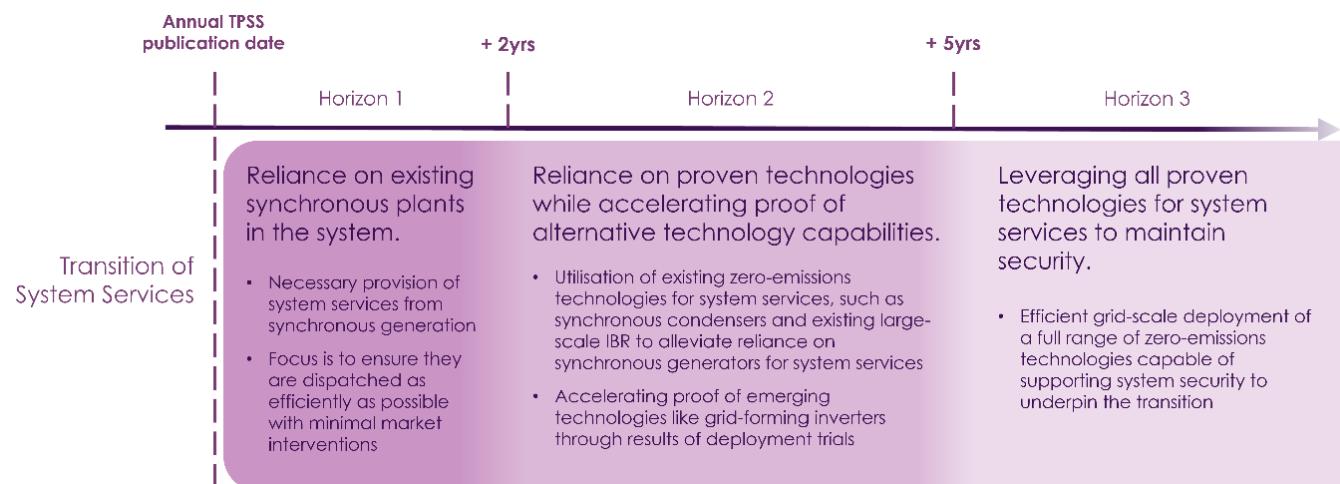 Annual TPSS
publication date
+ 2yrs
+ 5yrs
Horizon 1
Horizon 2
Horizon 3
Transition of
System Services
Reliance on existing
synchronous plants
in the system.
▪ Necessary provision of
system services from
synchronous generation
• Focus is to ensure they
are dispatched as
efficiently as possible
with minimal market
interventions
Reliance on proven technologies
while accelerating proof of
alternative technology capabilities.
• Utilisation of existing zero-emissions
technologies for system services, such as
synchronous condensers and existing large-
scale IBR to alleviate reliance on
synchronous generators for system services
• Accelerating proof of emerging
technologies like grid-forming inverters
through results of deployment trials
Leveraging all proven
technologies for system
services to maintain
security.
• Efficient grid-scale deployment of
a full range of zero-emissions
technologies capable of
supporting system security to
underpin the transition